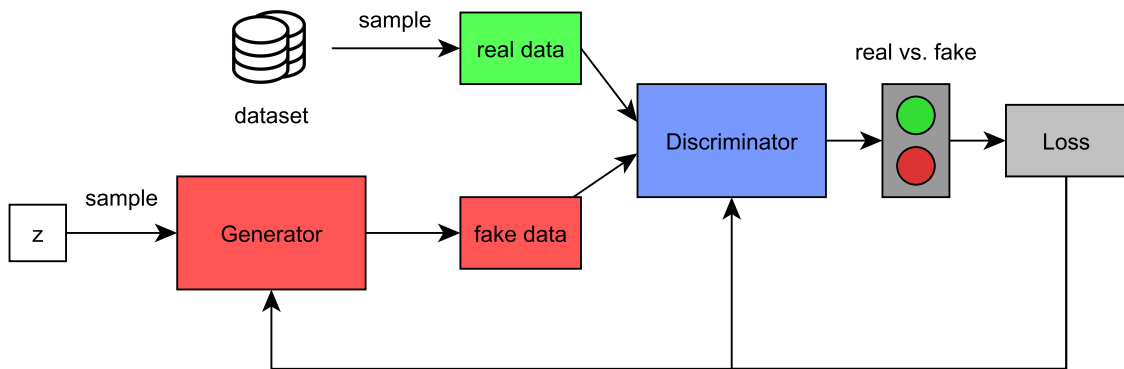 sample
real data
real vs. fake
dataset
Discriminator
Loss
sample
z
Generator
fake data